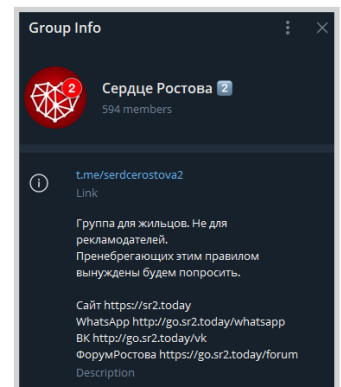 Group Info
2
Сердце Ростова 2️⃣
594 members
t.me/serdcerostova2
Link
Группа для жильцов. Не для
рекламодателей.
Пренебрегающих этим правилом
вынуждены будем попросить.
Сайт https://sr2.today
WhatsApp http://go.sr2.today/whatsapp
ВК http://go.sr2.today/vk
ФорумРостова https://go.sr2.today/forum
Description